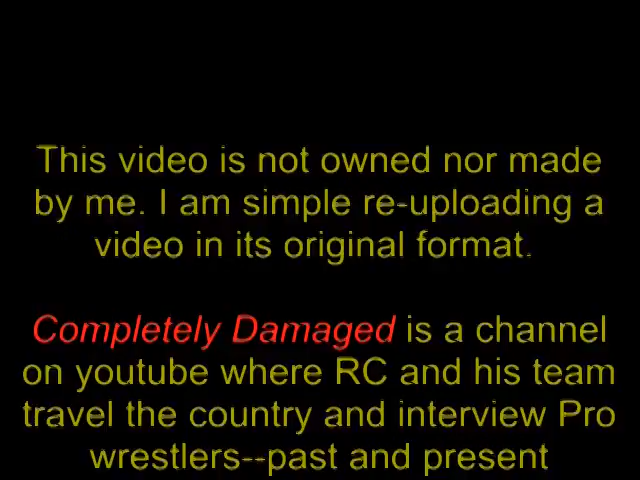 This video is not owned nor made
by me. I am simple re-uploading a
video in its original format.
Completely Damaged is a channel
on youtube where RC and his team
travel the country and interview Pro
wrestlers--past and present